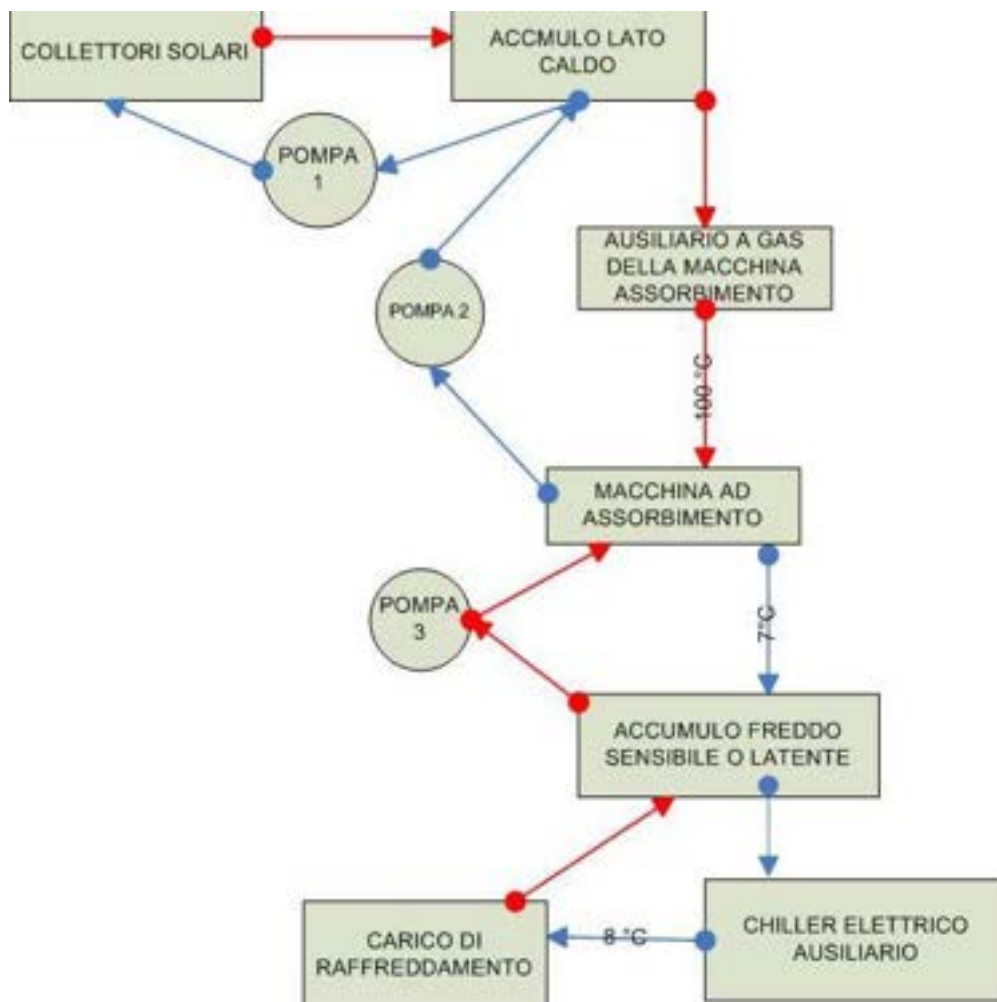 COLLETTORI SOLARI
ACCMULO LATO
CALDO
POMPA
1
AUSILIARIO A GAS
DELLA MACCHINA
ASSORBIMENTO
POMPA 2
100 °C
MACCHINA AD
ASSORBIMENTO
POMPA
3
7°C
ACCUMULO FREDDO
SENSIBILE O LATENTE
CARICO DI
RAFFREDDAMENTO
8 °C
CHILLER ELETTRICO
AUSILIARIO